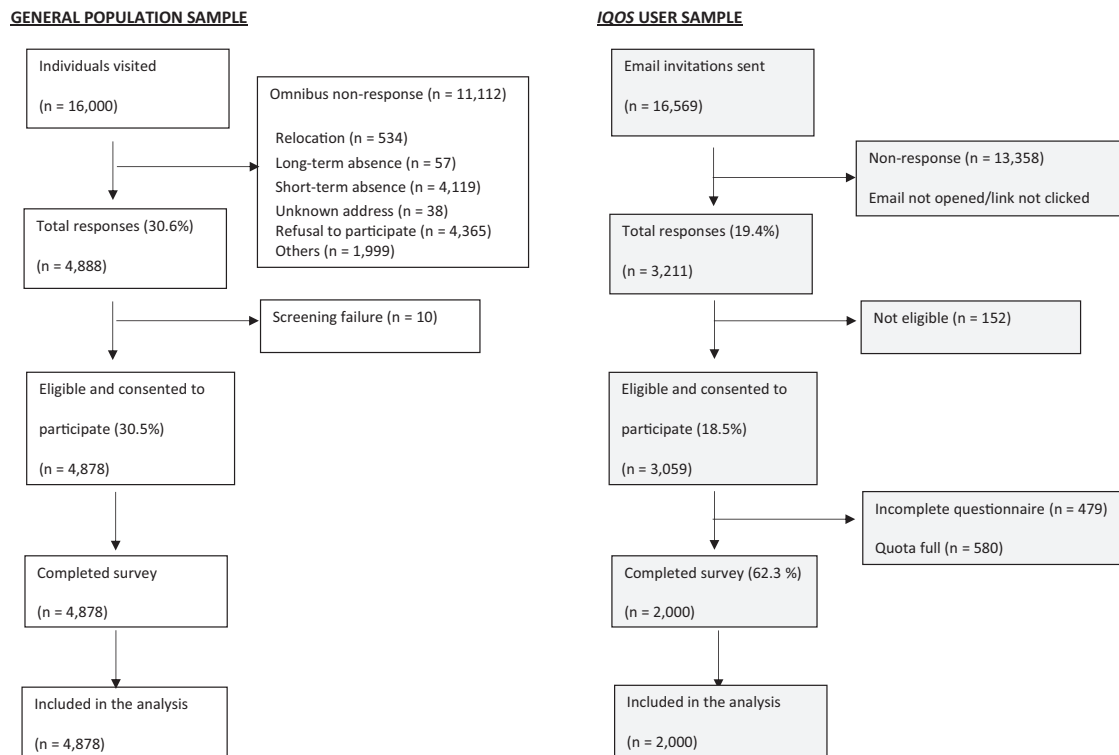 GENERAL POPULATION SAMPLE
Individuals visited
(n = 16,000)
Omnibus non-response (n = 11,112)
Relocation (n = 534)
Long-term absence (n = 57)
Short-term absence (n = 4,119)
Unknown address (n = 38)
Refusal to participate (n = 4,365)
Others (n = 1,999)
Total responses (30.6%)
(n = 4,888)
Screening failure (n = 10)
Eligible and consented to
participate (30.5%)
(n = 4,878)
Completed survey
(n = 4,878)
Included in the analysis
(n = 4,878)
IQOS USER SAMPLE
Email invitations sent
(n = 16,569)
Non-response (n = 13,358)
Email not opened/link not clicked
Total responses (19.4%)
(n = 3,211)
Not eligible (n = 152)
Eligible and consented to
participate (18.5%)
(n = 3,059)
Incomplete questionnaire (n = 479)
Quota full (n = 580)
Completed survey (62.3 %)
(n = 2,000)
Included in the analysis
(n = 2,000)